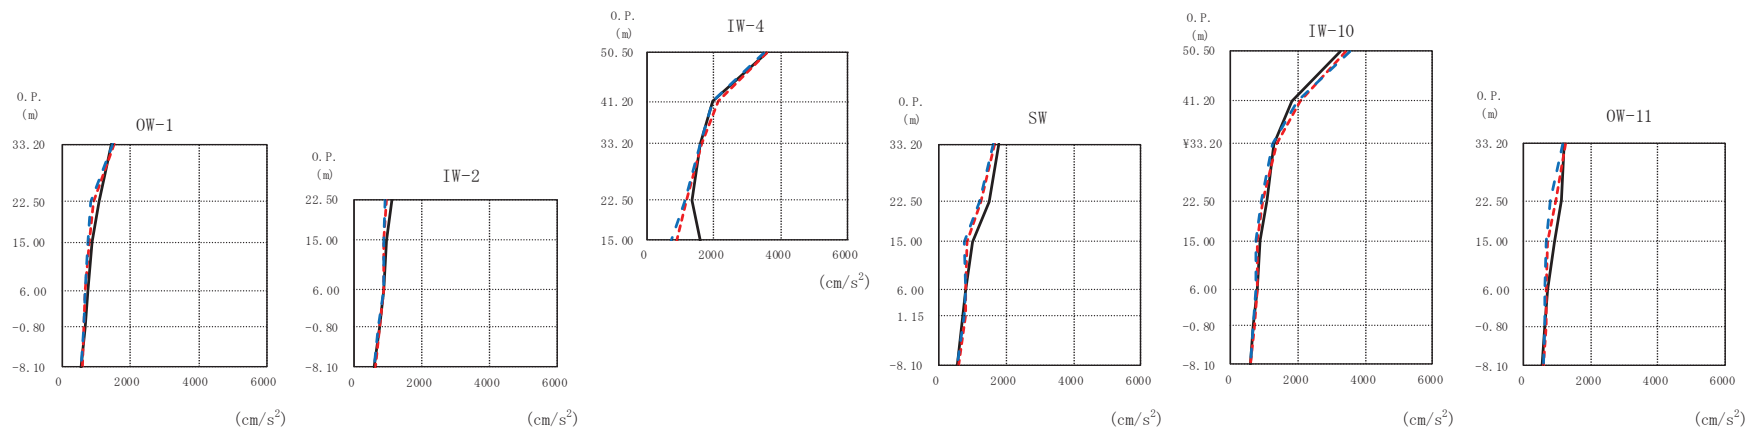 O.P.
(m)
OW-1
33.20
22.50
15.00
6.00
-0.80
-8.10
0
2000
4000
6000
(cm/s²)
O.P.
(m)
IW-2
22.50
15.00
6.00
-0.80
-8.10
0
2000
4000
6000
(cm/s²)
O.P.
(m)
IW-4
50.50
41.20
33.20
22.50
15.00
0
2000
4000
6000
(cm/s²)
O.P.
(m)
SW
33.20
22.50
15.00
6.00
1.15
-8.10
0
2000
4000
6000
(cm/s²)
O.P.
(m)
IW-10
50.50
41.20
¥33.20
22.50
15.00
6.00
-0.80
-8.10
0
2000
4000
6000
(cm/s²)
O.P.
(m)
OW-11
33.20
22.50
15.00
6.00
-0.80
-8.10
0
2000
4000
6000
(cm/s²)